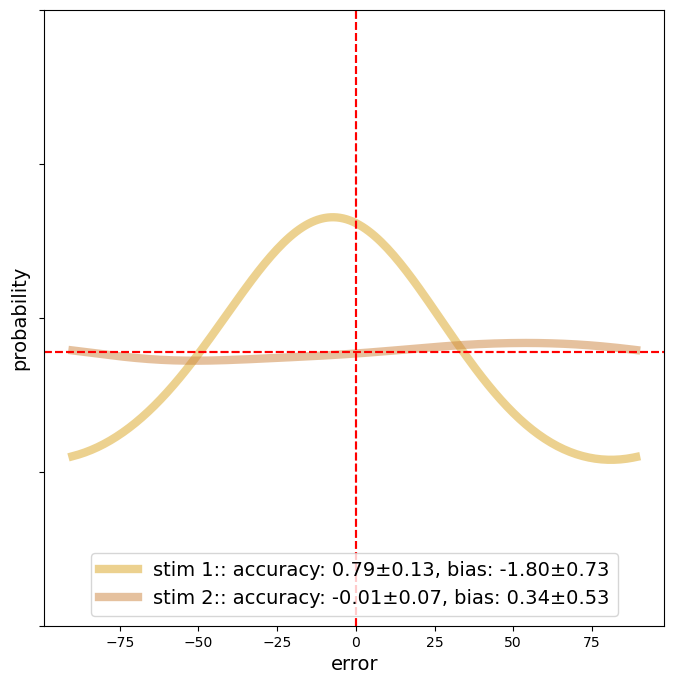 probability
stim 1:: accuracy: 0.79±0.13, bias: -1.80±0.73
stim 2:: accuracy: -0.01±0.07, bias: 0.34±0.53
−75 −50 −25 0 25 50 75
error